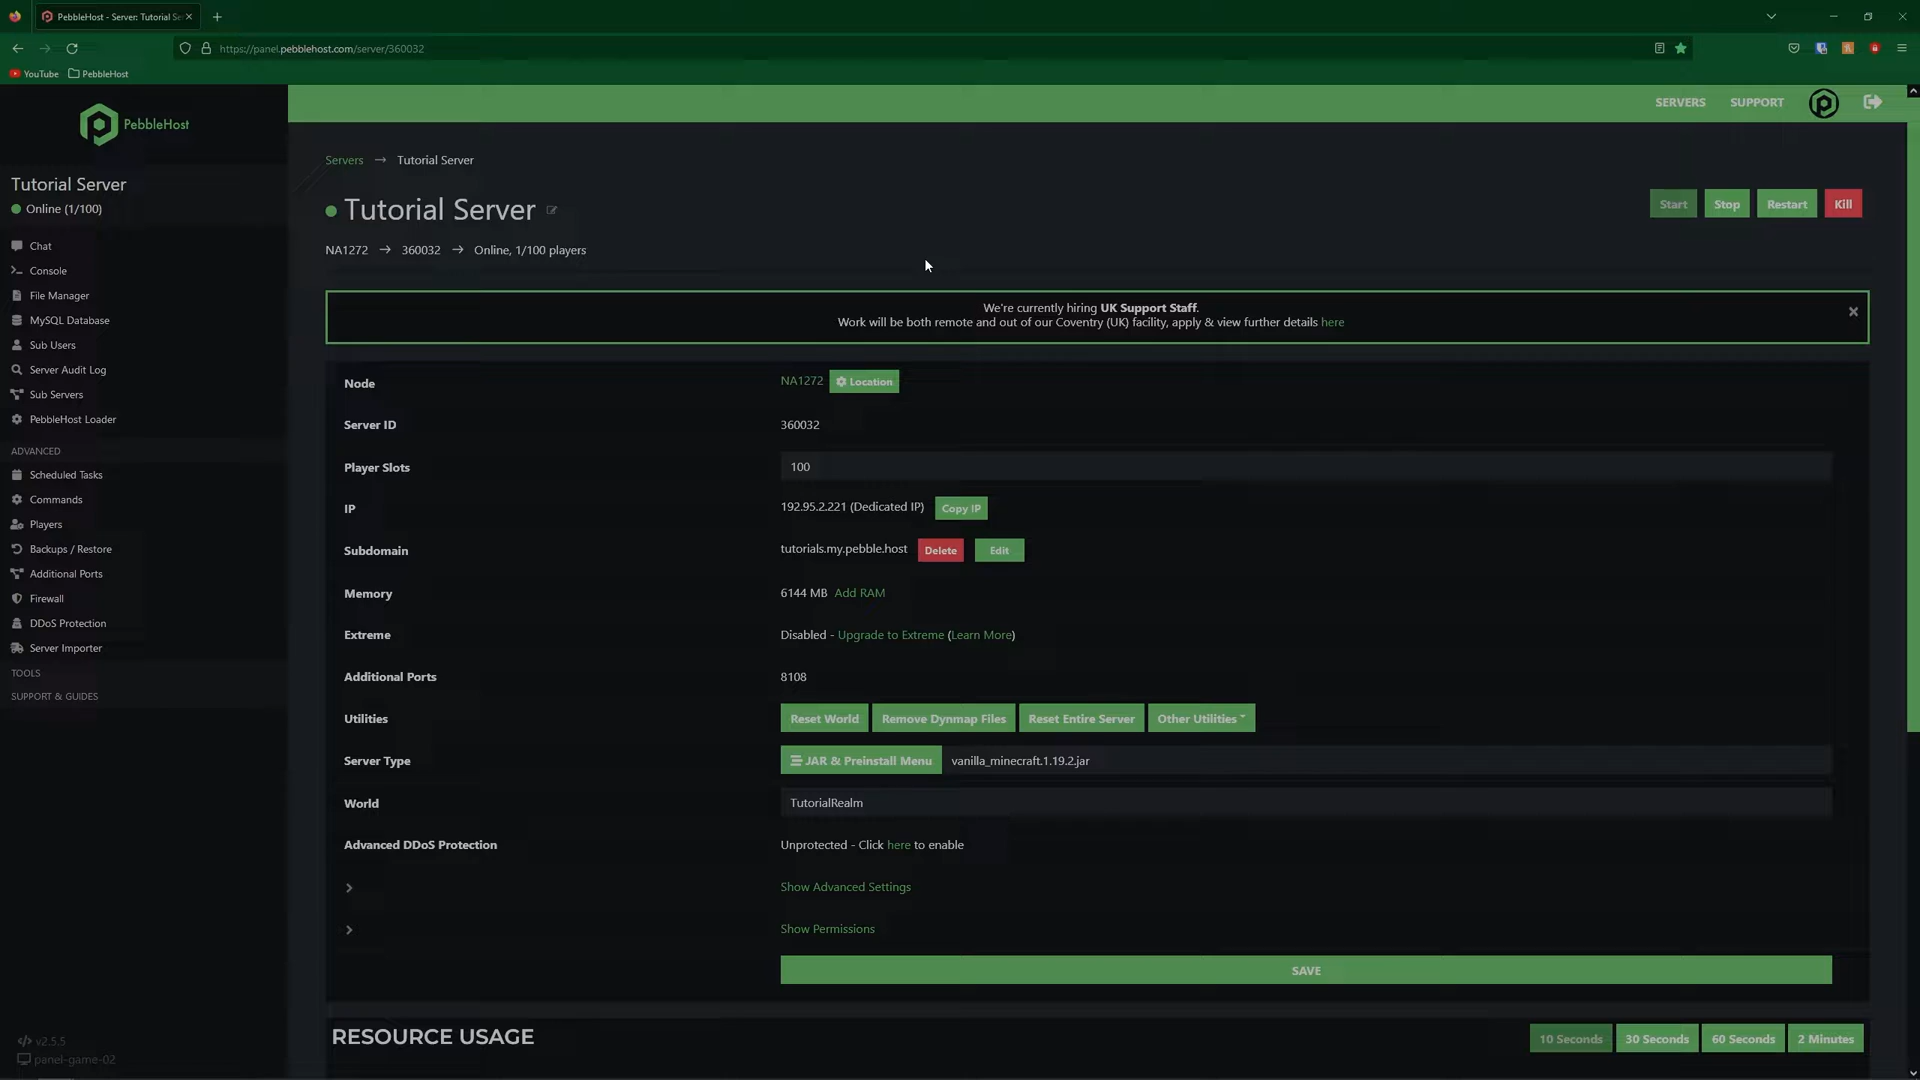 PebbleHost - Server: Tutorial Se
https://panel.pebblehost.com/server/360032
YouTube
PebbleHost
PebbleHost
SERVERS
SUPPORT
Servers → Tutorial Server
Tutorial Server
Online (1/100)
Tutorial Server
Start
Stop
Restart
Kill
NA1272 → 360032 → Online, 1/100 players
Chat
Console
File Manager
MySQL Database
Sub Users
Server Audit Log
Sub Servers
PebbleHost Loader
ADVANCED
Scheduled Tasks
Commands
Players
Backups / Restore
Additional Ports
Firewall
DDoS Protection
Server Importer
TOOLS
SUPPORT & GUIDES
v2.5.5
panel-game-02
We're currently hiring UK Support Staff.
Work will be both remote and out of our Coventry (UK) facility, apply & view further details here
Node
NA1272
Location
Server ID
360032
Player Slots
100
IP
192.95.2.221 (Dedicated IP)
Copy IP
Subdomain
tutorials.my.pebble.host
Delete
Edit
Memory
6144 MB Add RAM
Extreme
Disabled - Upgrade to Extreme (Learn More)
Additional Ports
8108
Utilities
Reset World
Remove Dynmap Files
Reset Entire Server
Other Utilities
Server Type
JAR & Preinstall Menu
vanilla_minecraft.1.19.2.jar
World
TutorialRealm
Advanced DDoS Protection
Unprotected - Click here to enable
Show Advanced Settings
Show Permissions
SAVE
RESOURCE USAGE
10 Seconds
30 Seconds
60 Seconds
2 Minutes